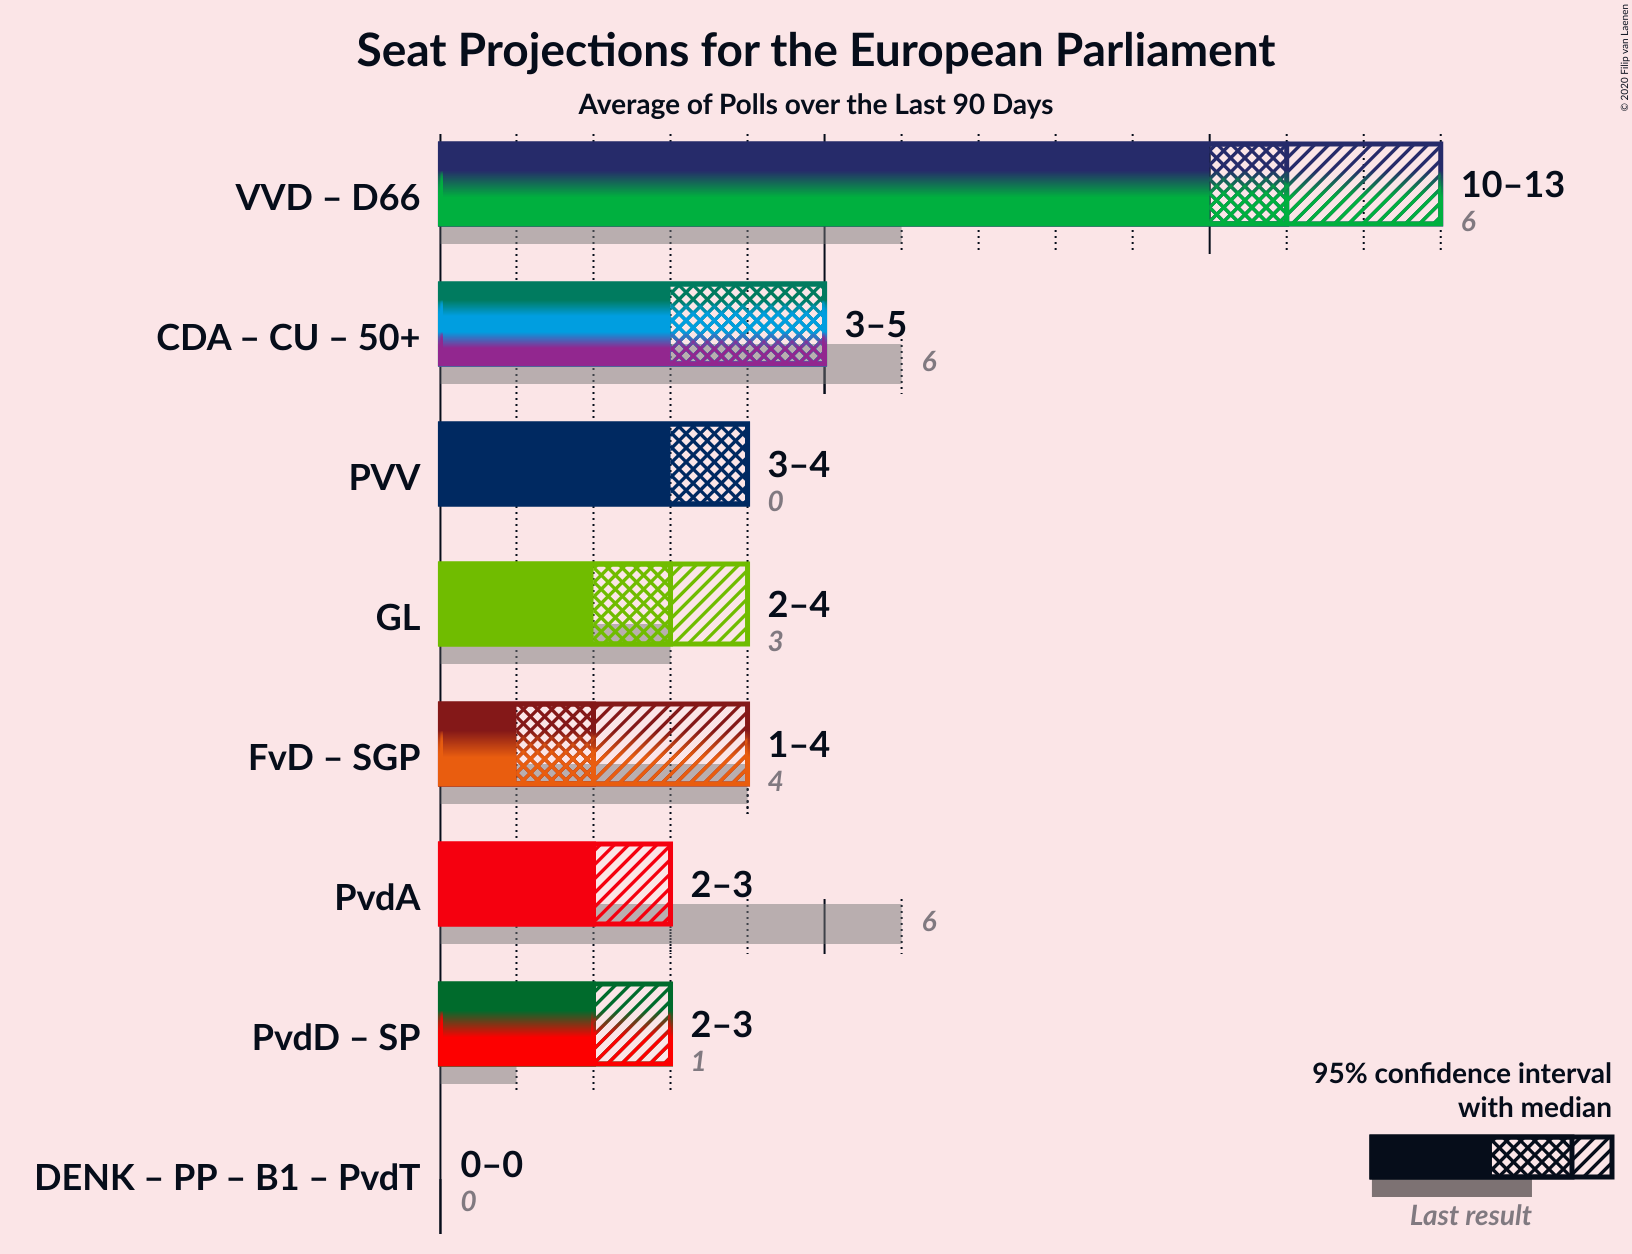 Seat Projections for the European Parliament
Average of Polls over the Last 90 Days
© 2020 Filip van Laenen
VVD – D66
10–13
6
CDA – CU – 50+
3–5
6
PVV
3–4
0
GL
2–4
3
FvD – SGP
1–4
4
PvdA
2–3
6
PvdD – SP
2–3
1
DENK – PP – B1 – PvdT
0–0
0
95% confidence interval
with median
Last result